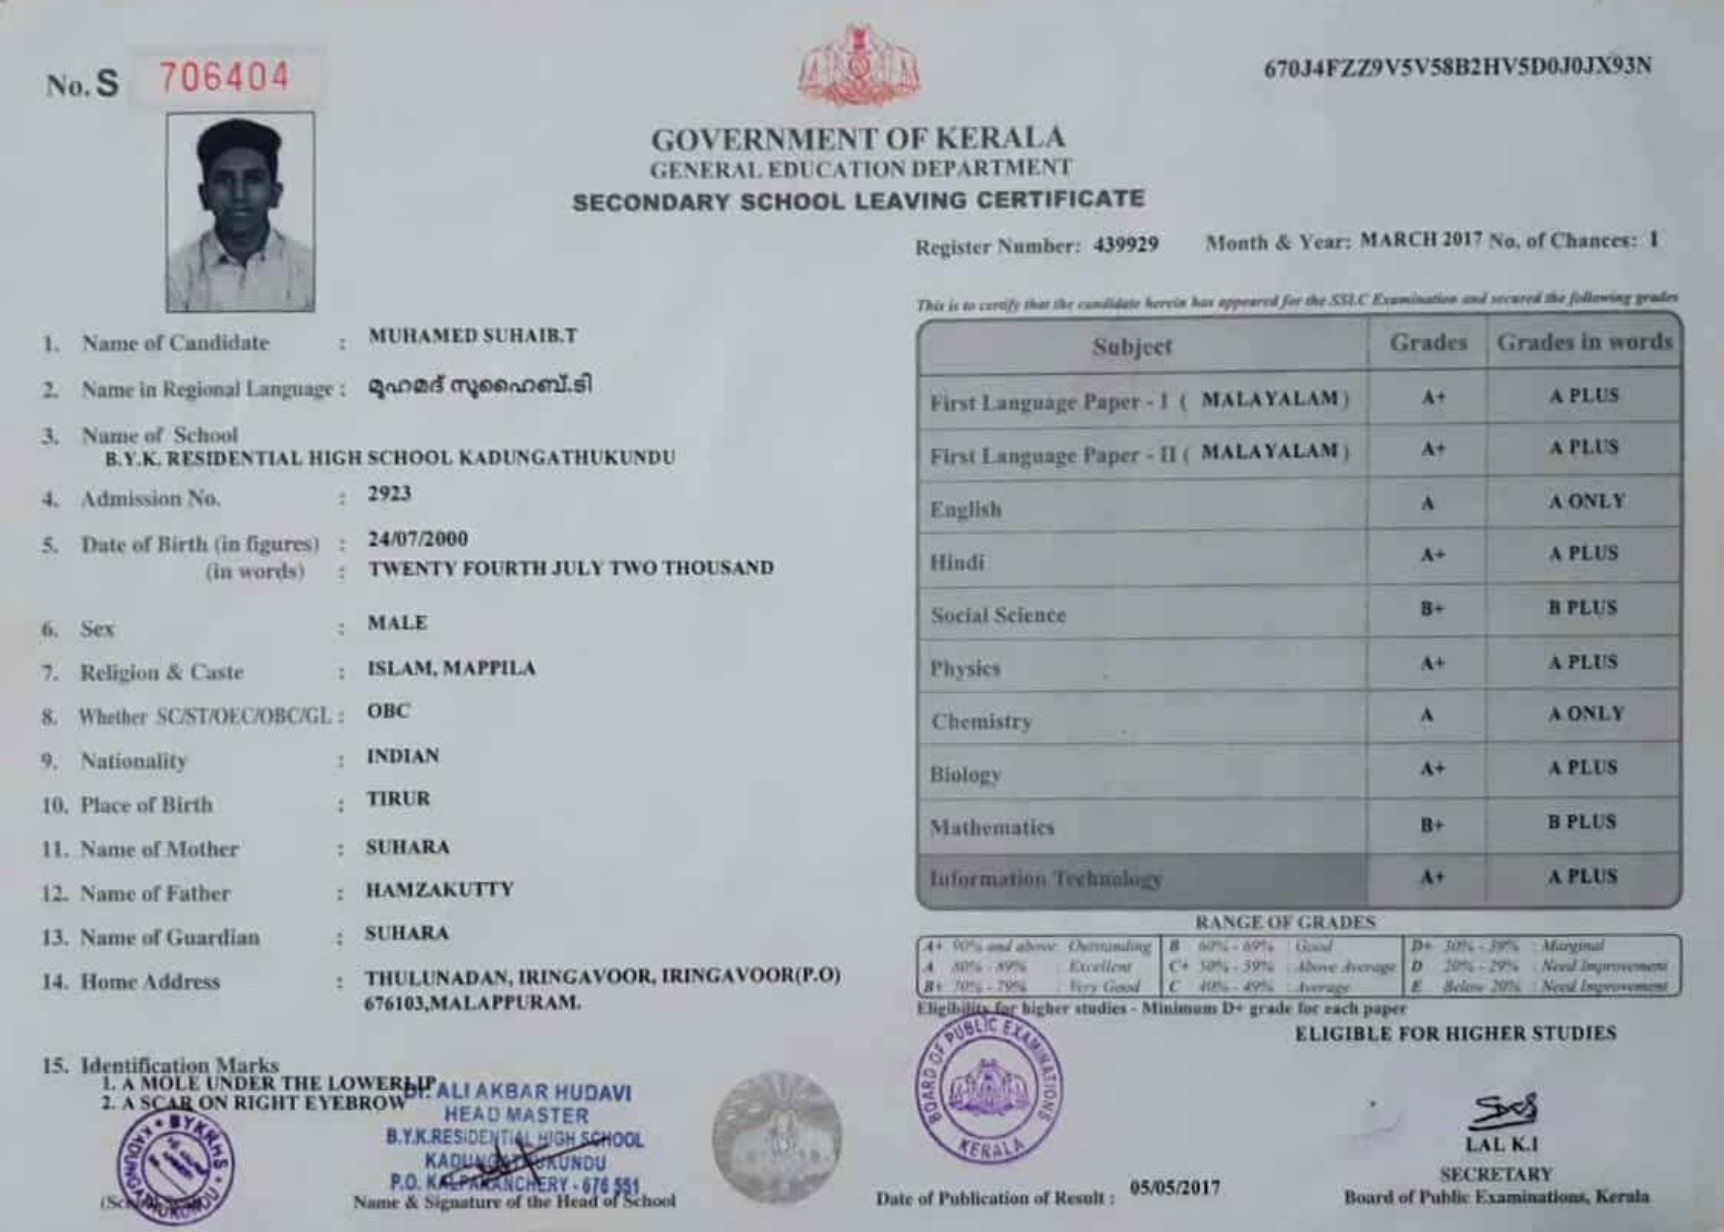 No. S 706404
670J4FZZ9V5V58B2HV5D0J0JX93N
GOVERNMENT OF KERALA
GENERAL EDUCATION DEPARTMENT
SECONDARY SCHOOL LEAVING CERTIFICATE
Register Number: 439929 Month & Year: MARCH 2017 No. of Chances: 1
1. Name of Candidate : MUHAMED SUHAIB.T
2. Name in Regional Language : മുഹമദ് സുഹൈബ്.ടി
3. Name of School
B.Y.K. RESIDENTIAL HIGH SCHOOL KADUNGATHUKUNDU
4. Admission No. : 2923
5. Date of Birth (in figures) : 24/07/2000
(in words) : TWENTY FOURTH JULY TWO THOUSAND
6. Sex : MALE
7. Religion & Caste : ISLAM, MAPPILA
8. Whether SC/ST/OEC/OBC/GL : OBC
9. Nationality : INDIAN
10. Place of Birth : TIRUR
11. Name of Mother : SUHARA
12. Name of Father : HAMZAKUTTY
13. Name of Guardian : SUHARA
14. Home Address : THULUNADAN, IRINGAVOOR, IRINGAVOOR(P.O)
676103,MALAPPURAM.
15. Identification Marks
1. A MOLE UNDER THE LOWERLIP
2. A SCAR ON RIGHT EYEBROW
Dr. ALI AKBAR HUDAVI
HEAD MASTER
B.Y.K.RESIDENTIAL HIGH SCHOOL
KADUNGATHUKUNDU
P.O. KALPAKANCHERY - 676 551
Name & Signature of the Head of School
BYKRHS
KADUNGATHUKUNDU
This is to certify that the candidate herein has appeared for the SSLC Examination and secured the following grades
Subject Grades Grades in words
First Language Paper - I ( MALAYALAM ) A+ A PLUS
First Language Paper - II ( MALAYALAM ) A+ A PLUS
English A A ONLY
Hindi A+ A PLUS
Social Science B+ B PLUS
Physics A+ A PLUS
Chemistry A A ONLY
Biology A+ A PLUS
Mathematics B+ B PLUS
Information Technology A+ A PLUS
RANGE OF GRADES
A+ 90% and above : Outstanding B 60% - 69% : Good D+ 30% - 39% : Marginal
A 80% - 89% : Excellent C+ 50% - 59% : Above Average D 20% - 29% : Need Improvement
B+ 70% - 79% : Very Good C 40% - 49% : Average E Below 20% : Need Improvement
Eligibility for higher studies - Minimum D+ grade for each paper
ELIGIBLE FOR HIGHER STUDIES
BOARD OF PUBLIC EXAMINATIONS
KERALA
LAL K.I
SECRETARY
Board of Public Examinations, Kerala
Date of Publication of Result : 05/05/2017